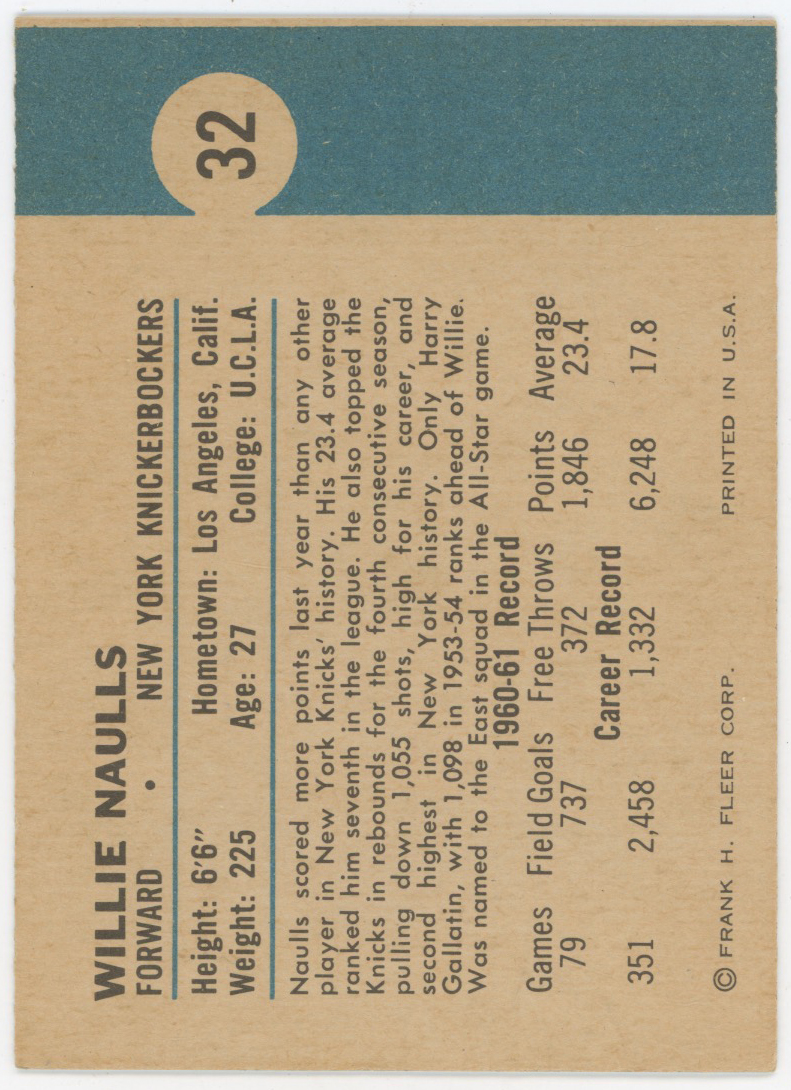 32
WILLIE NAULLS
FORWARD • NEW YORK KNICKERBOCKERS
Height: 6'6" Hometown: Los Angeles, Calif.
Weight: 225 Age: 27 College: U.C.L.A.
Naulls scored more points last year than any other
player in New York Knicks' history. His 23.4 average
ranked him seventh in the league. He also topped the
Knicks in rebounds for the fourth consecutive season,
pulling down 1,055 shots, high for his career, and
second highest in New York history. Only Harry
Gallatin, with 1,098 in 1953-54 ranks ahead of Willie.
Was named to the East squad in the All-Star game.
1960-61 Record
Games Field Goals Free Throws Points Average
79 737 372 1,846 23.4
Career Record
351 2,458 1,332 6,248 17.8
© FRANK H. FLEER CORP. PRINTED IN U.S.A.